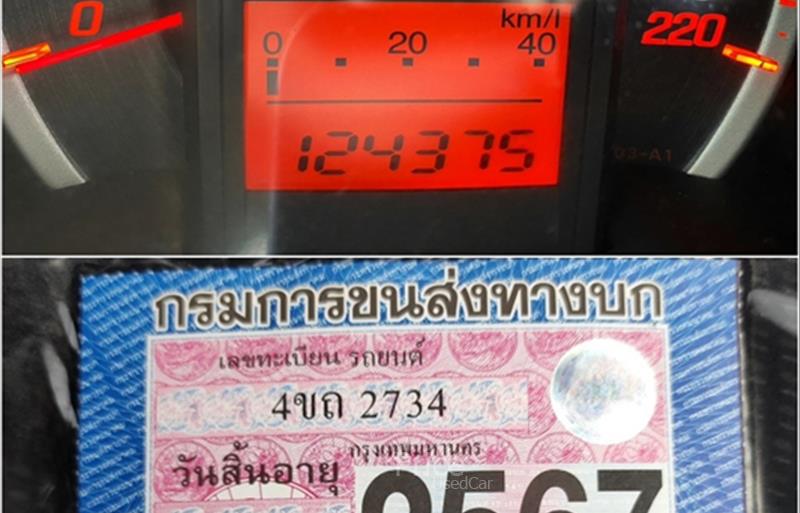 0 km/l 220
0 20 40
124375
03-A1
กรมการขนส่งทางบก
เลขทะเบียน รถยนต์
4ขถ 2734
กรุงเทพมหานคร
วันสิ้นอายุ
2567
UsedCar